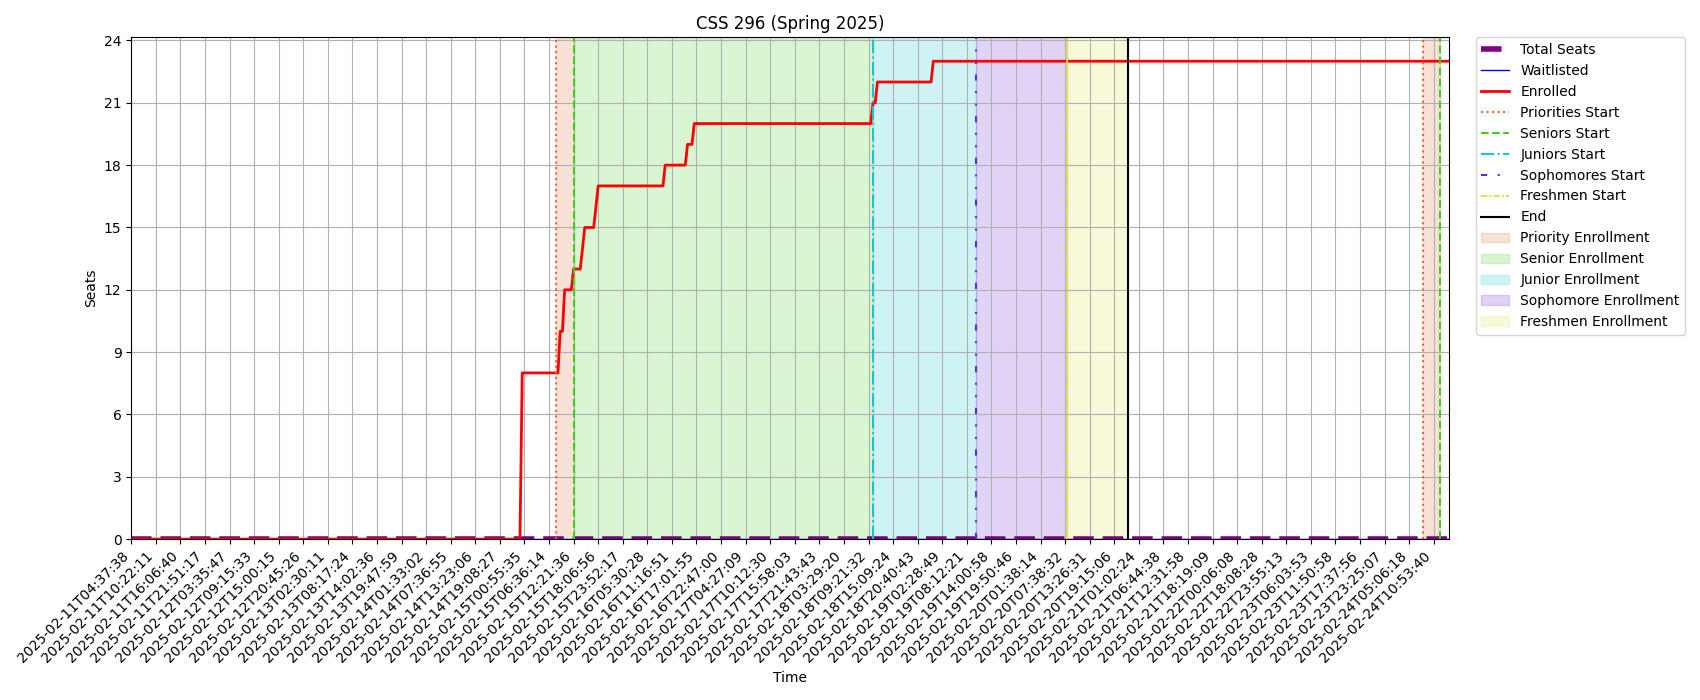 CSS 296 (Spring 2025)
24
21
18
15
12
9
6
3
0
Seats
2025-02-11T04:37:38
2025-02-11T10:22:11
2025-02-11T16:06:40
2025-02-11T21:51:17
2025-02-12T03:35:47
2025-02-12T09:15:33
2025-02-12T15:00:15
2025-02-12T20:45:26
2025-02-13T02:30:11
2025-02-13T08:17:24
2025-02-13T14:02:36
2025-02-13T19:47:59
2025-02-14T01:33:02
2025-02-14T07:36:55
2025-02-14T13:23:06
2025-02-14T19:08:27
2025-02-15T00:55:35
2025-02-15T06:36:14
2025-02-15T12:21:36
2025-02-15T18:06:56
2025-02-15T23:52:17
2025-02-16T05:30:28
2025-02-16T11:16:51
2025-02-16T17:01:55
2025-02-16T22:47:00
2025-02-17T04:27:09
2025-02-17T10:12:30
2025-02-17T15:58:03
2025-02-17T21:43:43
2025-02-18T03:29:20
2025-02-18T09:21:32
2025-02-18T15:09:24
2025-02-18T20:40:43
2025-02-19T02:28:49
2025-02-19T08:12:21
2025-02-19T14:00:58
2025-02-19T19:50:46
2025-02-20T01:38:14
2025-02-20T07:38:32
2025-02-20T13:26:31
2025-02-20T19:15:06
2025-02-21T01:02:24
2025-02-21T06:44:38
2025-02-21T12:31:58
2025-02-21T18:19:09
2025-02-22T00:06:08
2025-02-22T18:08:28
2025-02-22T23:55:13
2025-02-23T06:03:53
2025-02-23T11:50:58
2025-02-23T17:37:56
2025-02-23T23:25:07
2025-02-24T05:06:18
2025-02-24T10:53:40
Time
Total Seats
Waitlisted
Enrolled
Priorities Start
Seniors Start
Juniors Start
Sophomores Start
Freshmen Start
End
Priority Enrollment
Senior Enrollment
Junior Enrollment
Sophomore Enrollment
Freshmen Enrollment